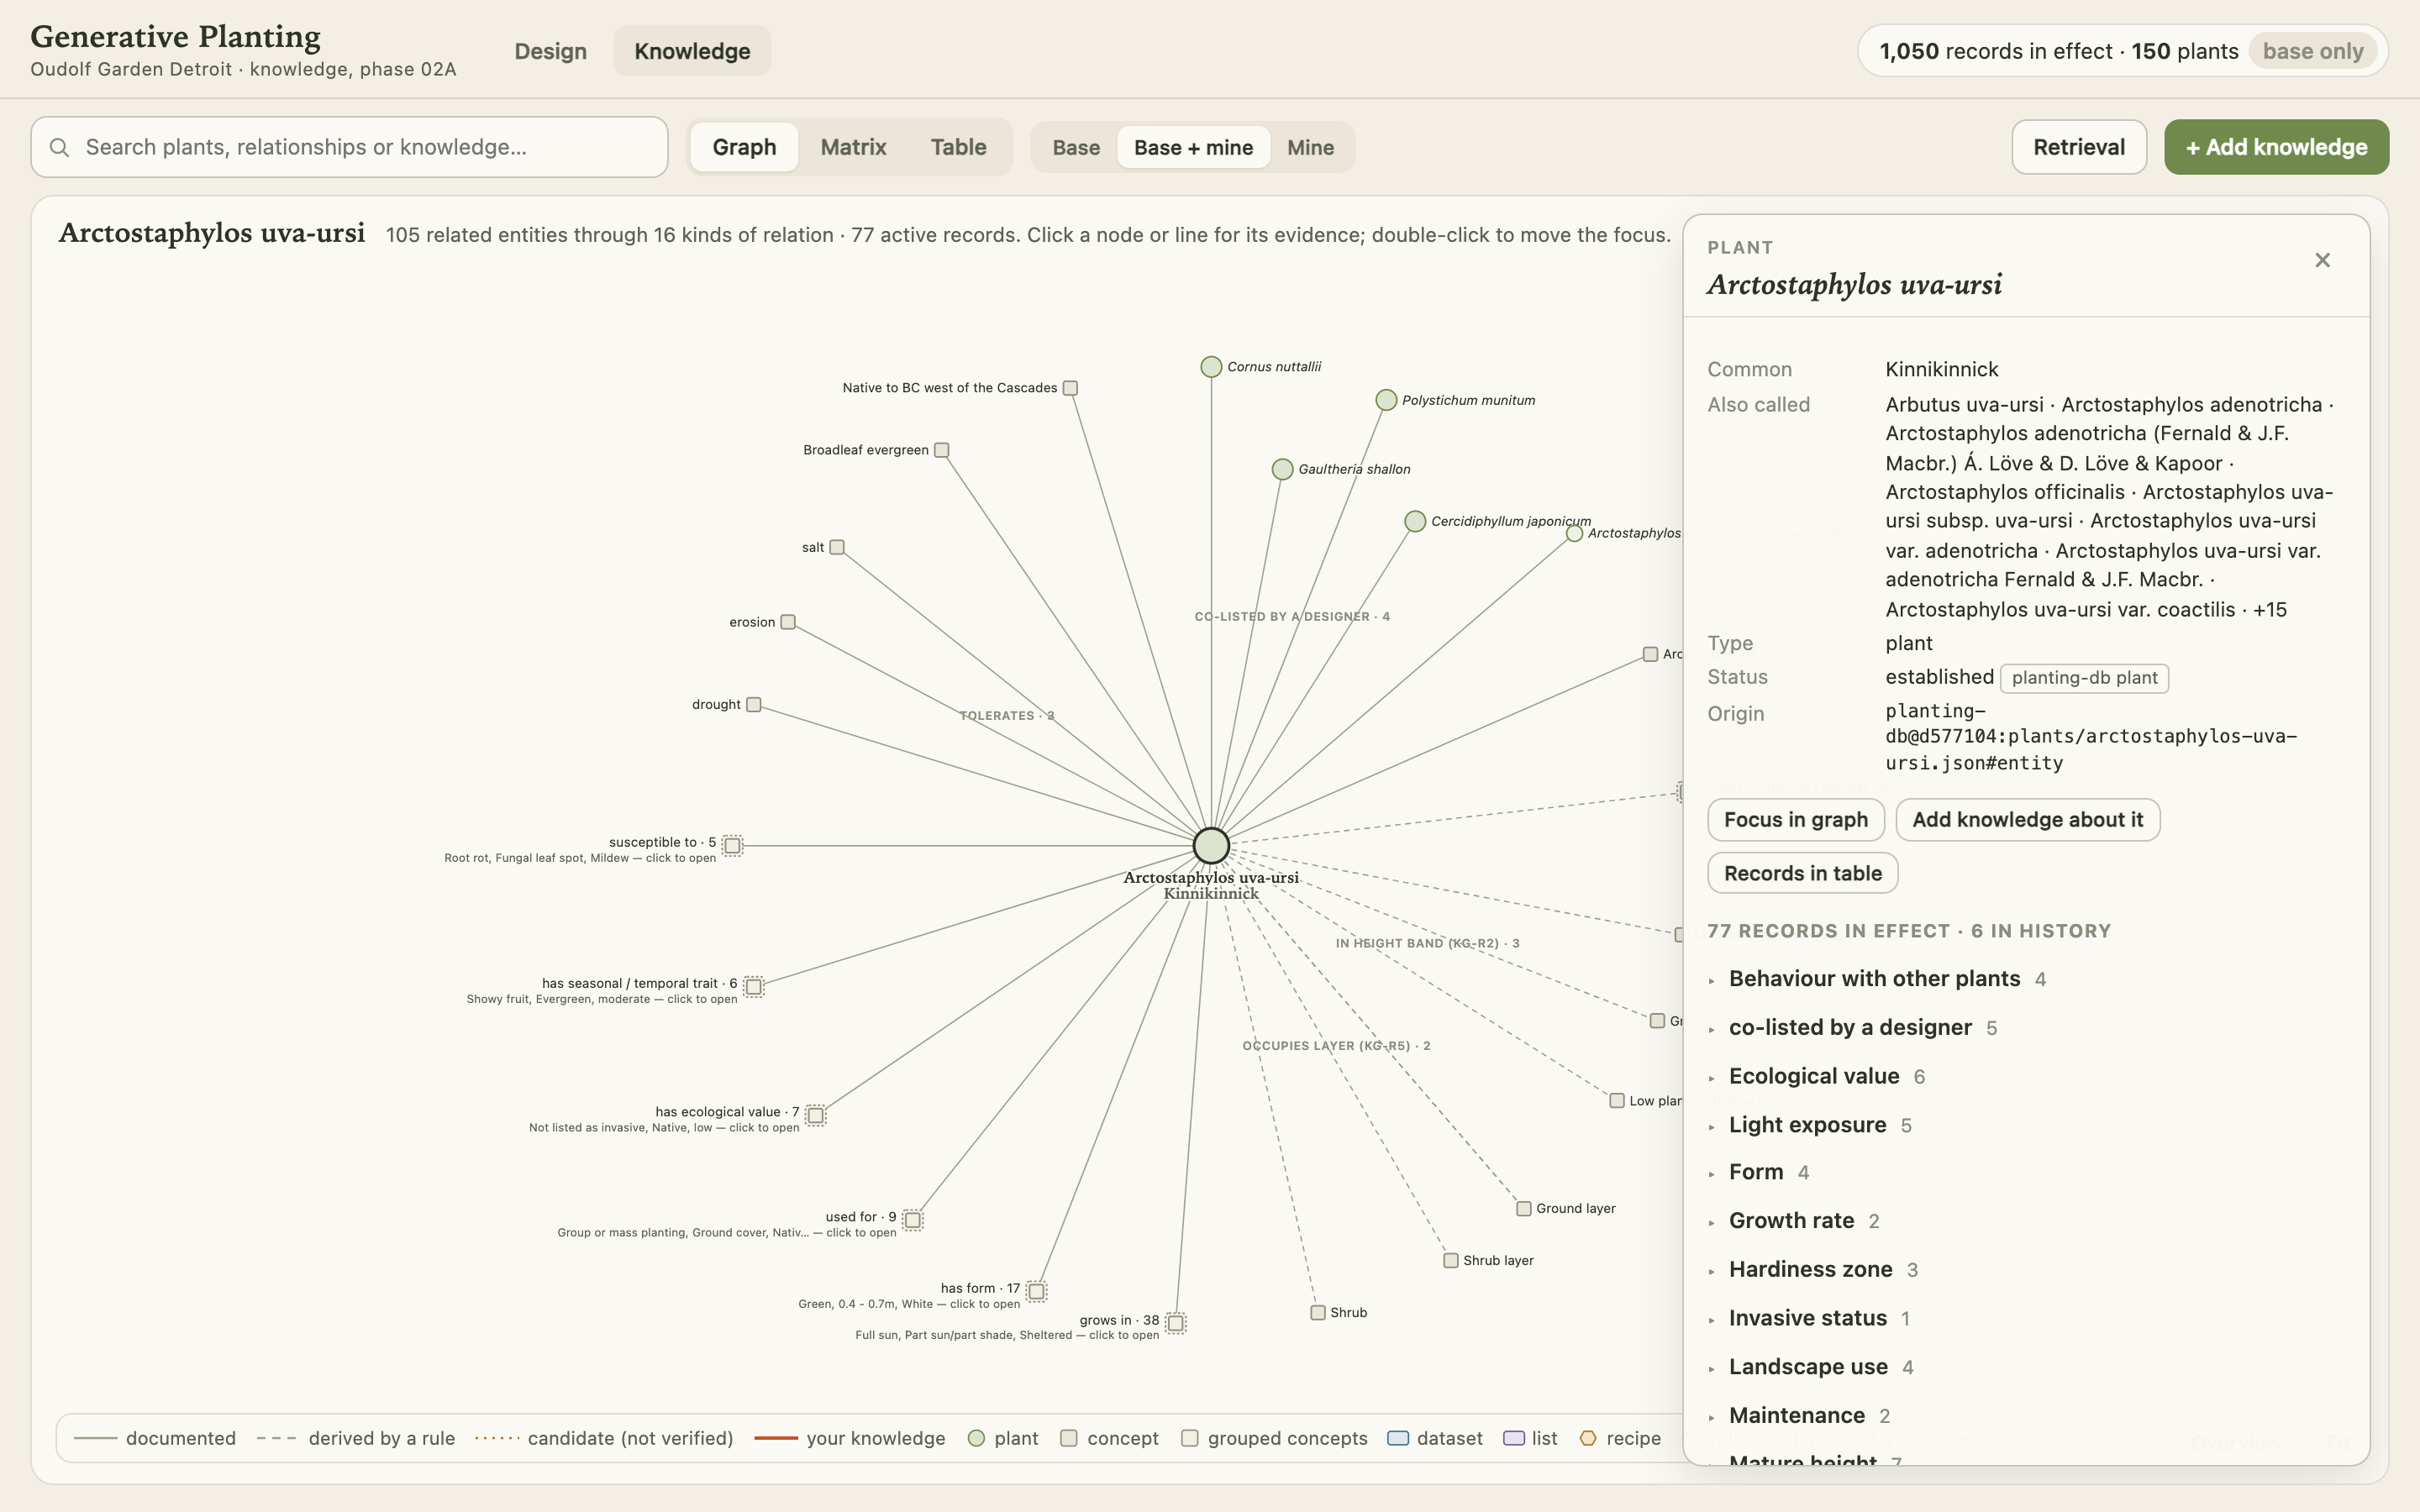 Generative Planting
Oudolf Garden Detroit · knowledge, phase 02A
Design
Knowledge
1,050 records in effect · 150 plants
base only
Search plants, relationships or knowledge...
Graph
Matrix
Table
Base
Base + mine
Mine
Retrieval
+ Add knowledge
Arctostaphylos uva-ursi
105 related entities through 16 kinds of relation · 77 active records. Click a node or line for its evidence; double-click to move the focus.
Cornus nuttallii
Native to BC west of the Cascades
Polystichum munitum
Broadleaf evergreen
Gaultheria shallon
Cercidiphyllum japonicum
Arctostaphylos
salt
CO-LISTED BY A DESIGNER · 4
erosion
drought
TOLERATES · 3
susceptible to · 5
Root rot, Fungal leaf spot, Mildew — click to open
Arctostaphylos uva-ursi
Kinnikinnick
IN HEIGHT BAND (KG-R2) · 3
has seasonal / temporal trait · 6
Showy fruit, Evergreen, moderate — click to open
OCCUPIES LAYER (KG-R5) · 2
has ecological value · 7
Not listed as invasive, Native, low — click to open
used for · 9
Group or mass planting, Ground cover, Nativ... — click to open
Ground layer
Shrub layer
has form · 17
Green, 0.4 - 0.7m, White — click to open
grows in · 38
Full sun, Part sun/part shade, Sheltered — click to open
Shrub
documented
derived by a rule
candidate (not verified)
your knowledge
plant
concept
grouped concepts
dataset
list
recipe
PLANT
Arctostaphylos uva-ursi
×
Common
Kinnikinnick
Also called
Arbutus uva-ursi · Arctostaphylos adenotricha ·
Arctostaphylos adenotricha (Fernald & J.F.
Macbr.) Á. Löve & D. Löve & Kapoor ·
Arctostaphylos officinalis · Arctostaphylos uva-
ursi subsp. uva-ursi · Arctostaphylos uva-ursi
var. adenotricha · Arctostaphylos uva-ursi var.
adenotricha Fernald & J.F. Macbr. ·
Arctostaphylos uva-ursi var. coactilis · +15
Type
plant
Status
established planting-db plant
Origin
planting-
db@d577104:plants/arctostaphylos-uva-
ursi.json#entity
Focus in graph
Add knowledge about it
Records in table
77 RECORDS IN EFFECT · 6 IN HISTORY
Behaviour with other plants 4
co-listed by a designer 5
Ecological value 6
Light exposure 5
Form 4
Growth rate 2
Hardiness zone 3
Invasive status 1
Landscape use 4
Maintenance 2
Mature height 7